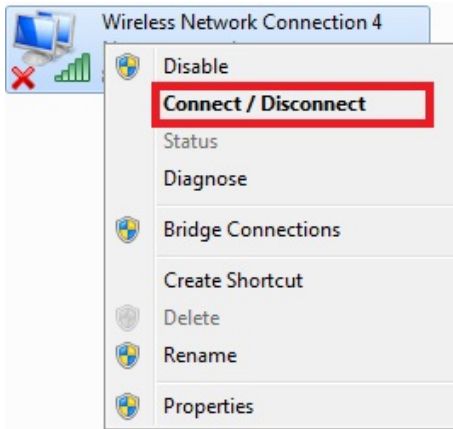 Wireless Network Connection 4
Disable
Connect / Disconnect
Status
Diagnose
Bridge Connections
Create Shortcut
Delete
Rename
Properties